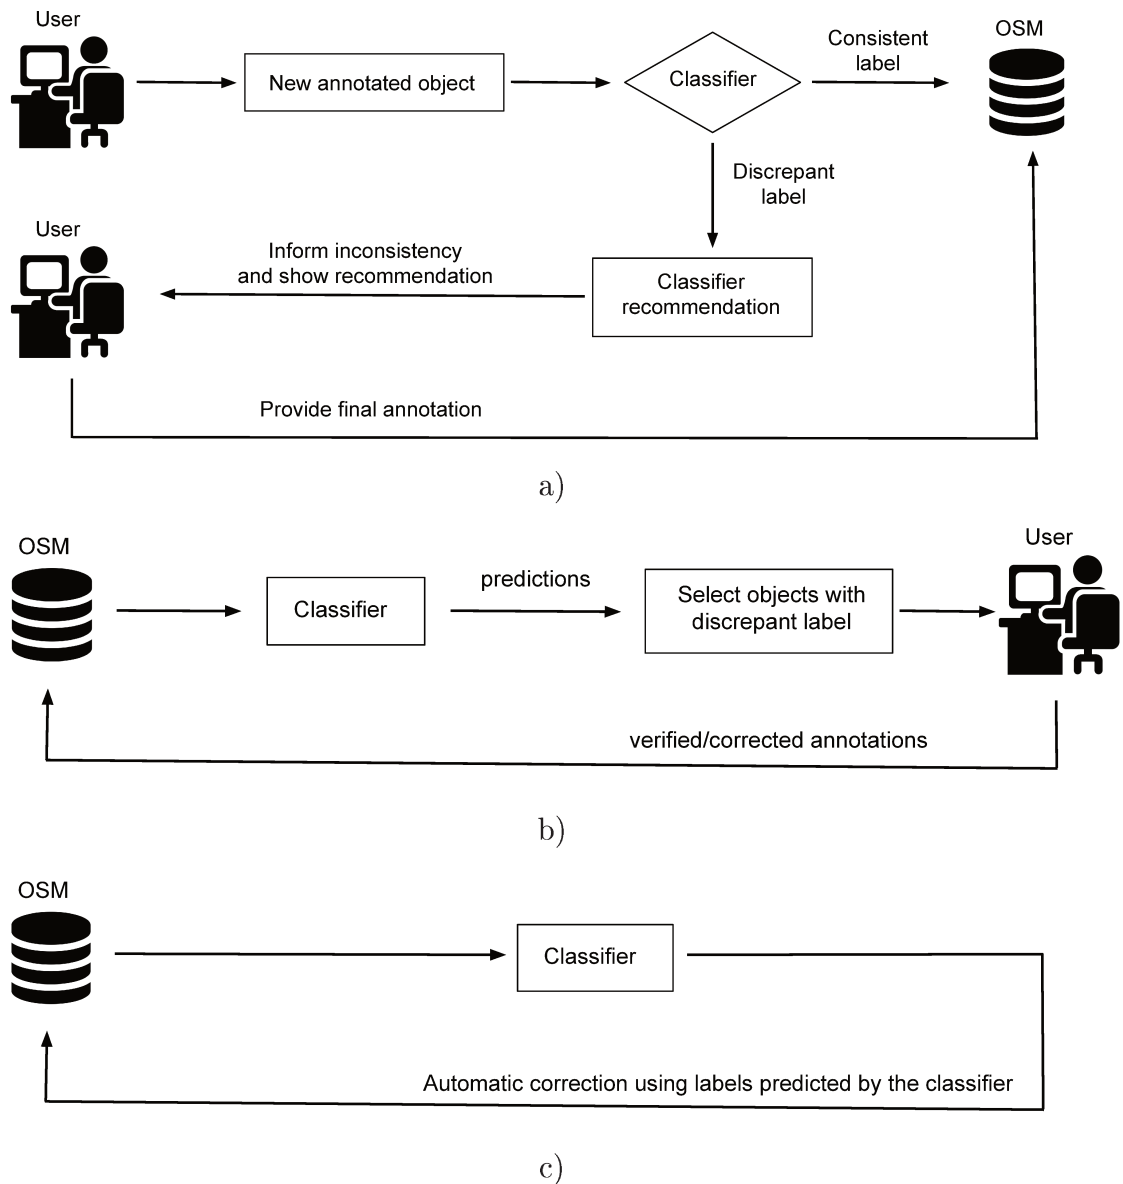 User
OSM
New annotated object
Classifier
Consistent
label
Discrepant
label
User
Inform inconsistency
and show recommendation
Classifier
recommendation
Provide final annotation
a)
OSM
User
Classifier
predictions
Select objects with
discrepant label
verified/corrected annotations
b)
OSM
Classifier
Automatic correction using labels predicted by the classifier
c)